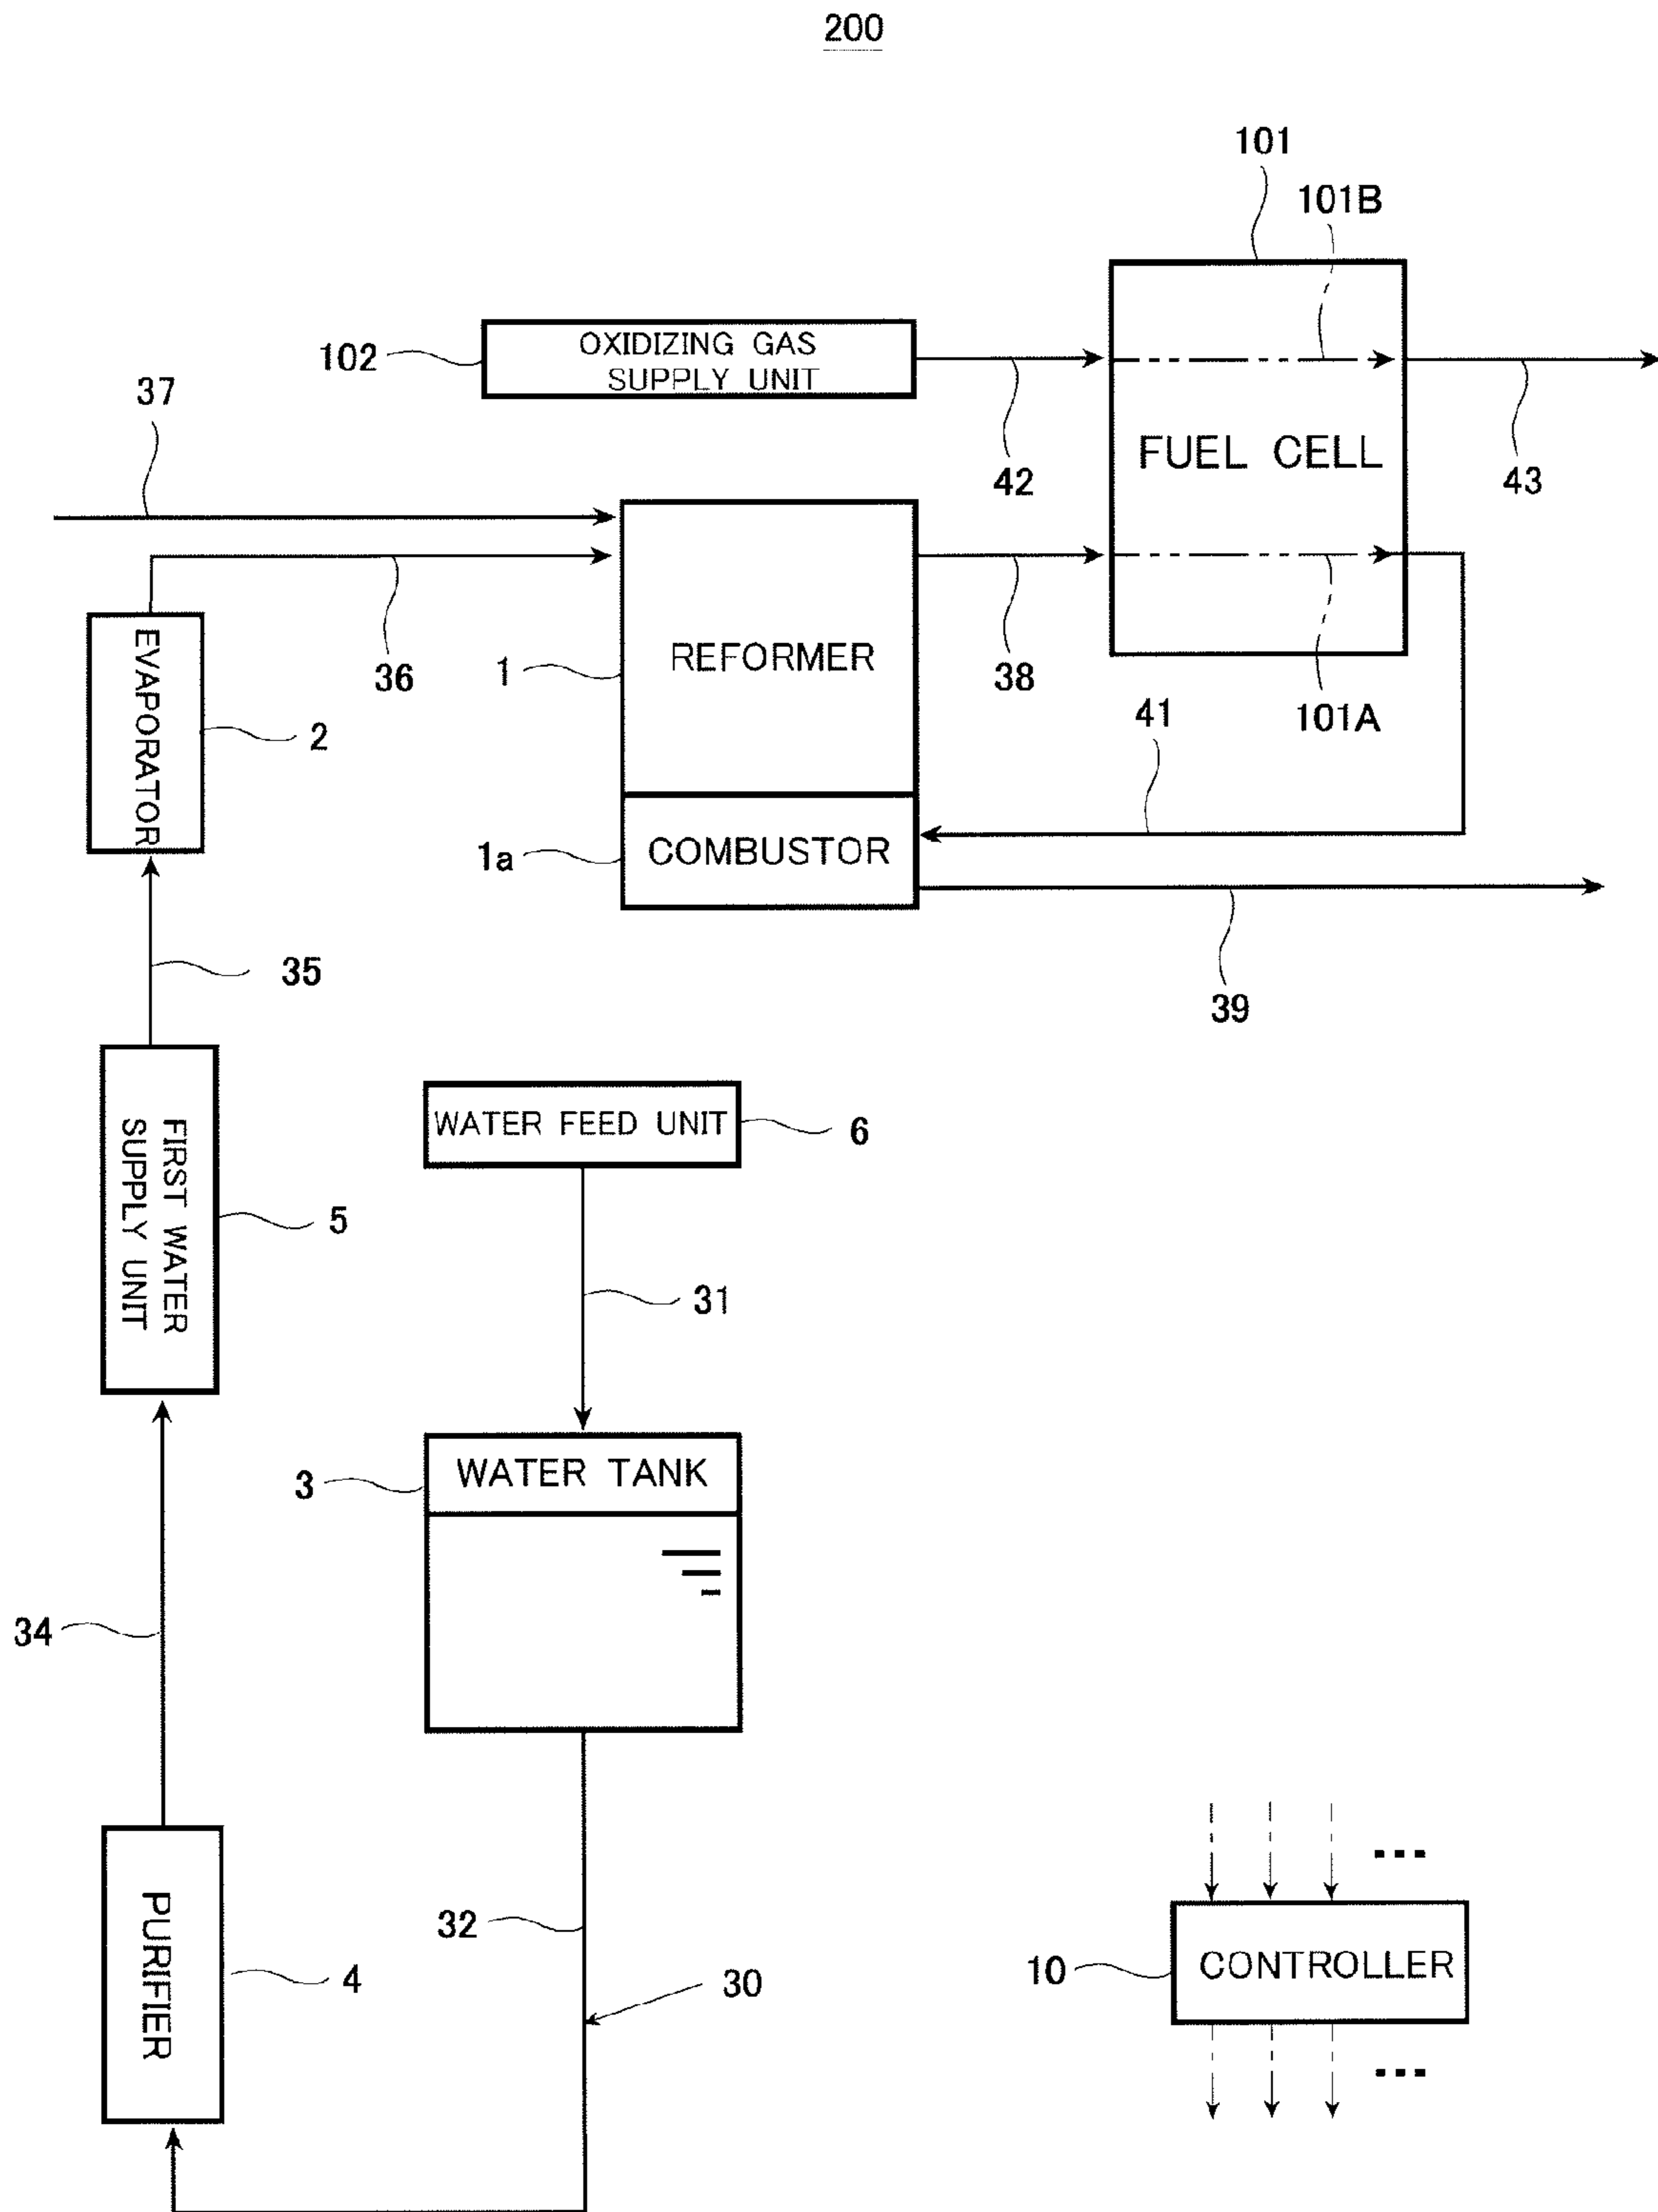 200
101
101B
OXIDIZING GAS
SUPPLY UNIT
102
37
42
FUEL CELL
43
36
EVAPORATOR
2
1
REFORMER
38
101A
41
1a
COMBUSTOR
39
35
FIRST WATER
SUPPLY UNIT
5
WATER FEED UNIT
6
31
3
WATER TANK
34
32
30
PURIFIER
4
10
CONTROLLER
...
...